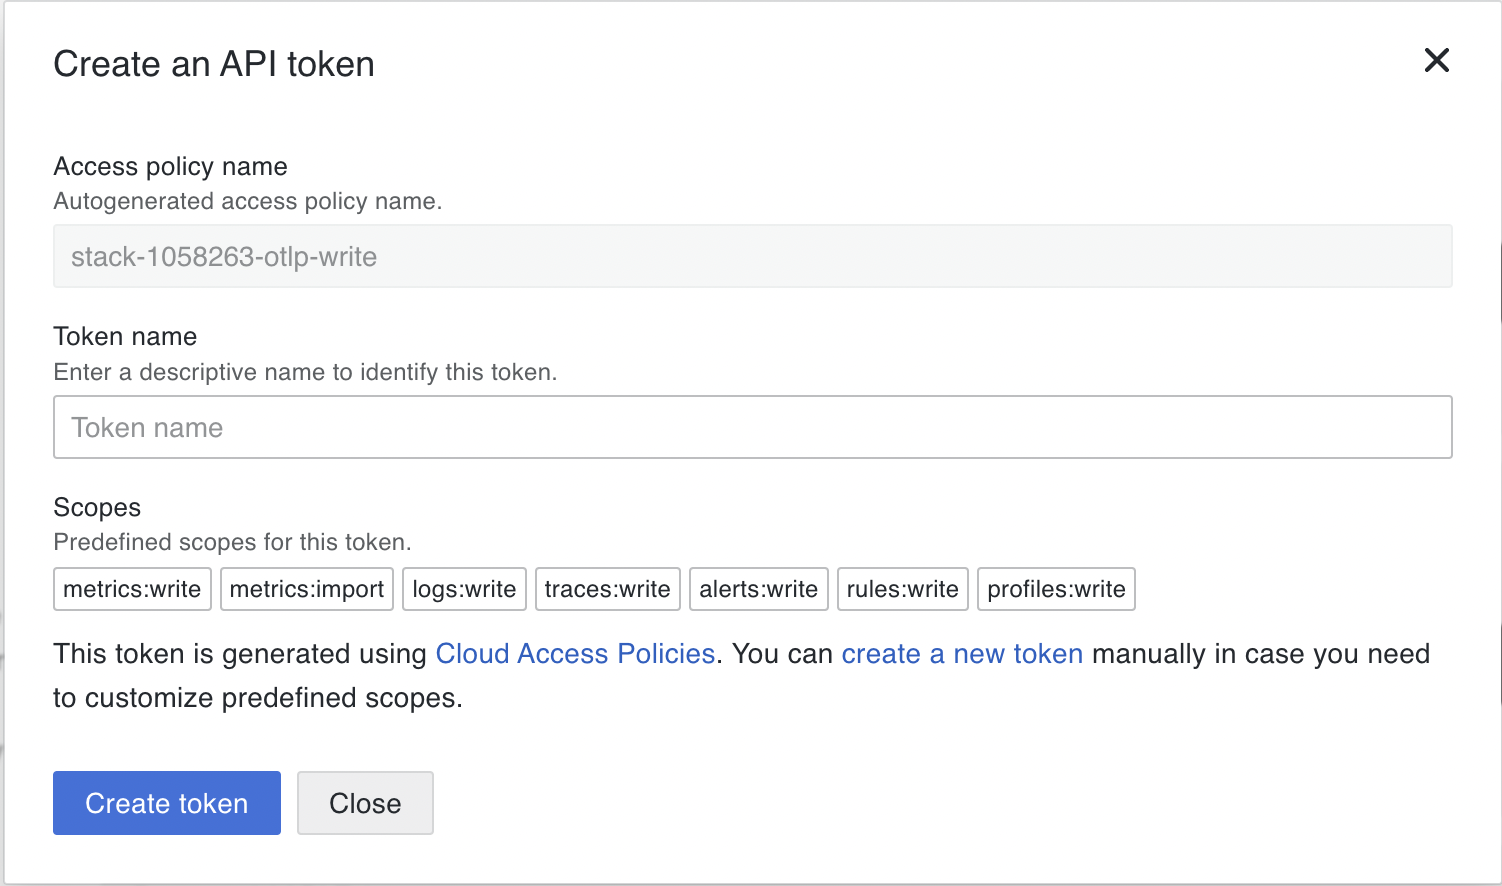 Create an API token
Access policy name
Autogenerated access policy name.
stack-1058263-otlp-write
Token name
Enter a descriptive name to identify this token.
Token name
Scopes
Predefined scopes for this token.
metrics:write metrics:import logs:write traces:write alerts:write rules:write profiles:write
This token is generated using Cloud Access Policies. You can create a new token manually in case you need
to customize predefined scopes.
Create token Close